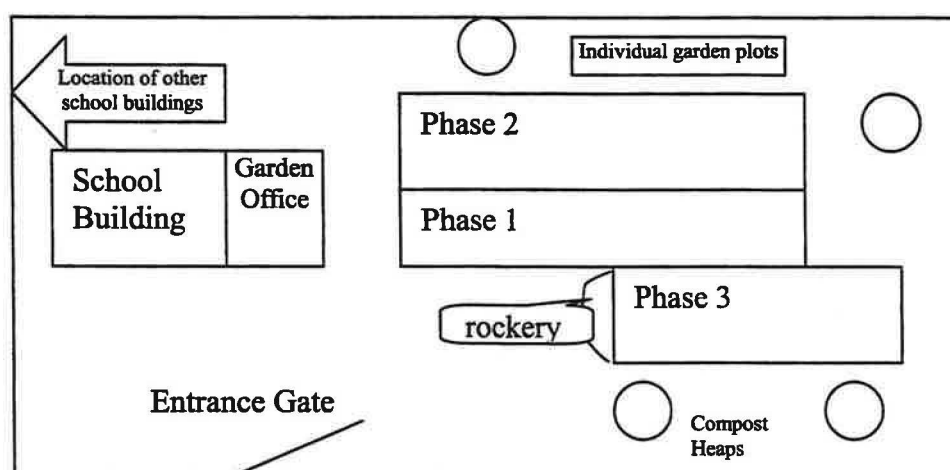 Location of other
school buildings
Individual garden plots
Phase 2
School
Building
Garden
Office
Phase 1
Phase 3
rockery
Entrance Gate
Compost
Heaps